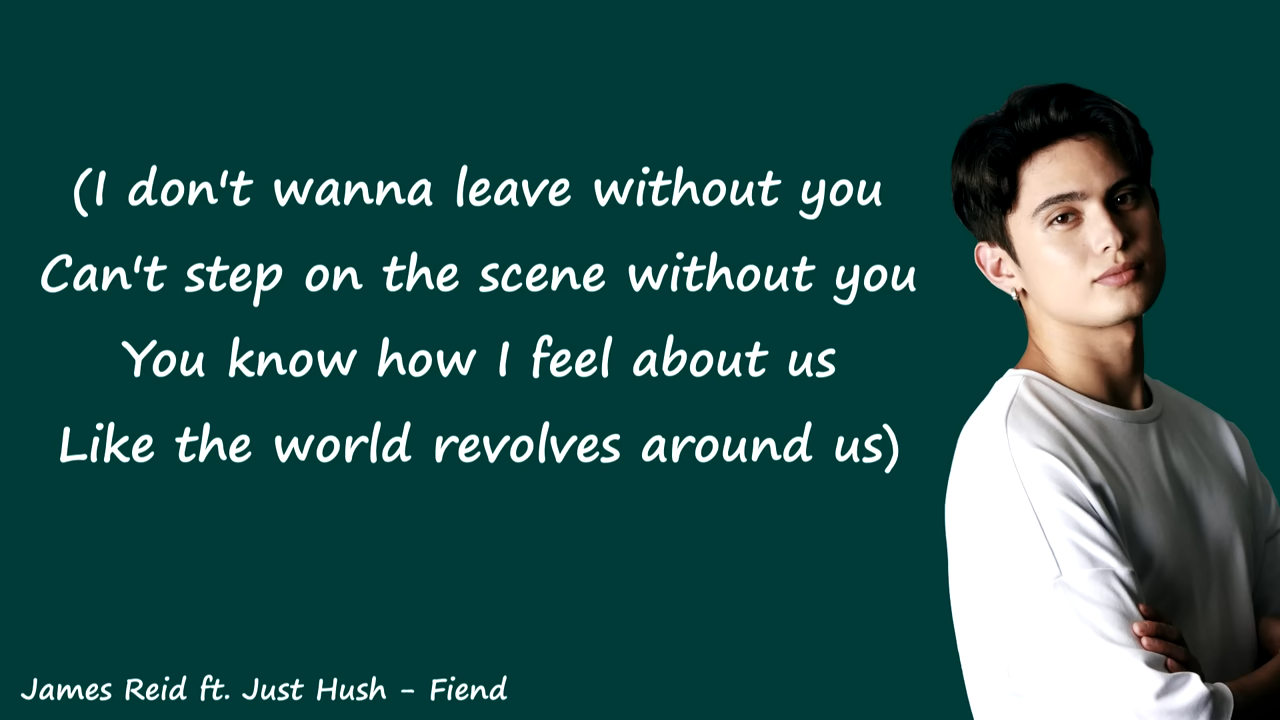 (I don't wanna leave without you
Can't step on the scene without you
You know how I feel about us
Like the world revolves around us)
James Reid ft. Just Hush - Fiend